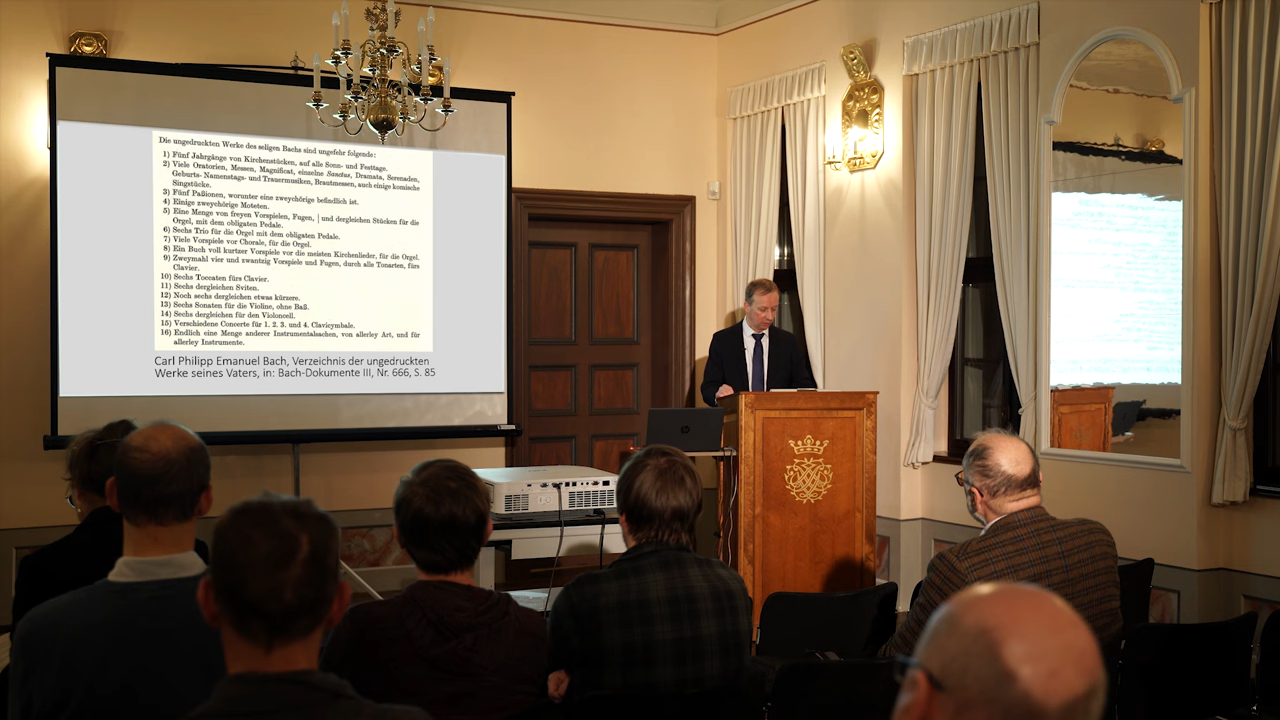 Die ungedruckten Werke des seligen Bachs sind ungefehr folgende:
1) Fünf Jahrgänge von Kirchenstücken, auf alle Sonn- und Festtage.
2) Viele Oratorien, Messen, Magnificat, einzelne Sanctus, Dramata, Serenaden,
Geburts- Namenstags- und Trauermusiken, Brautmessen, auch einige komische
Singstücke.
3) Fünf Paßionen, worunter eine zweychörige befindlich ist.
4) Einige zweychörige Moteten.
5) Eine Menge von freyen Vorspielen, Fugen, | und dergleichen Stücken für die
Orgel, mit dem obligaten Pedale.
6) Sechs Trio für die Orgel mit dem obligaten Pedale.
7) Viele Vorspiele vor Chorale, für die Orgel.
8) Ein Buch voll kurtzer Vorspiele vor die meisten Kirchenlieder, für die Orgel.
9) Zweymahl vier und zwantzig Vorspiele und Fugen, durch alle Tonarten, fürs
Clavier.
10) Sechs Toccaten fürs Clavier.
11) Sechs dergleichen Sviten.
12) Noch sechs dergleichen etwas kürzere.
13) Sechs Sonaten für die Violine, ohne Baß.
14) Sechs dergleichen für den Violoncell.
15) Verschiedene Concerte für 1. 2. 3. und 4. Clavicymbale.
16) Endlich eine Menge anderer Instrumentalsachen, von allerley Art, und für
allerley Instrumente.
Carl Philipp Emanuel Bach, Verzeichnis der ungedruckten
Werke seines Vaters, in: Bach-Dokumente III, Nr. 666, S. 85